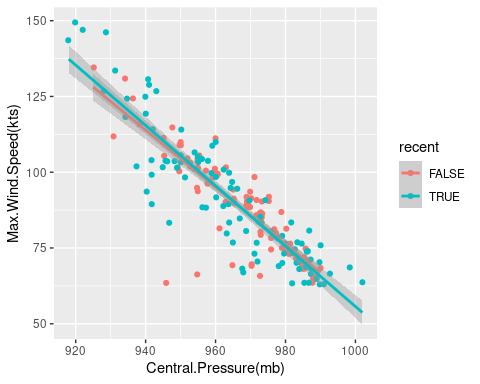 150
125
100
75
50
Max.Wind.Speed(kts)
920
940
960
980
1000
Central.Pressure(mb)
recent
FALSE
TRUE